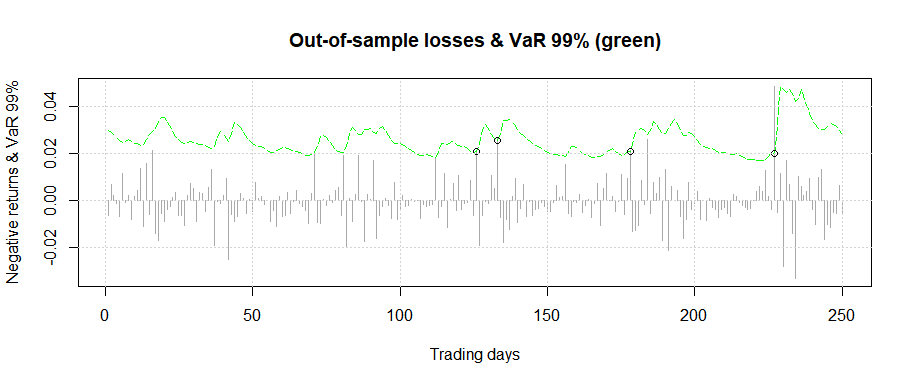 Out-of-sample losses & VaR 99% (green)
Negative returns & VaR 99%
0.04
0.02
0.00
-0.02
0 50 100 150 200 250
Trading days